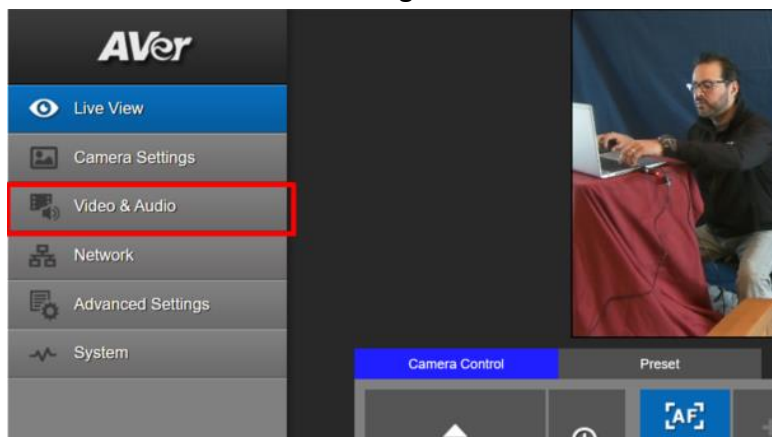 AVer
Live View
Camera Settings
Video & Audio
Network
Advanced Settings
System
Camera Control
Preset
AF